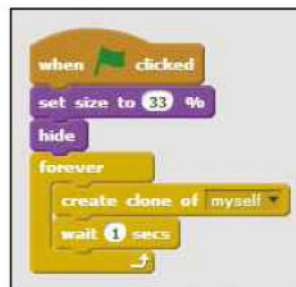 when clicked
set size to 33 %
hide
forever
create clone of myself
wait 1 secs